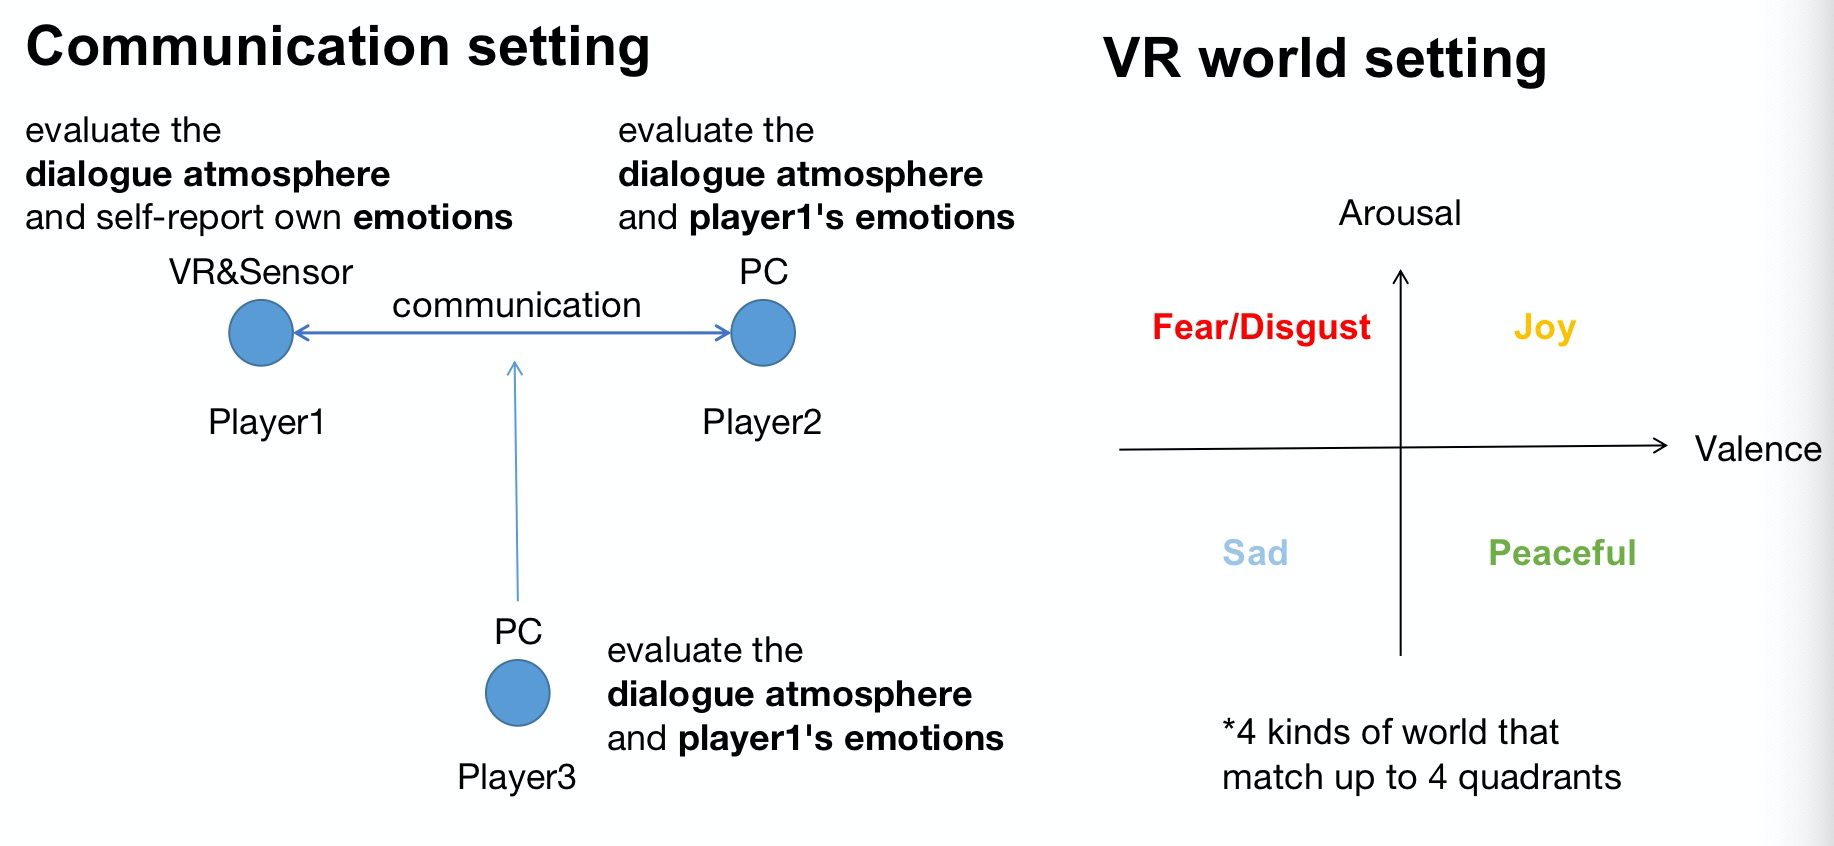 Communication setting
evaluate the
dialogue atmosphere
and self-report own emotions
VR&Sensor
Player1
communication
evaluate the
dialogue atmosphere
and player1's emotions
PC
Player2
PC
Player3
evaluate the
dialogue atmosphere
and player1's emotions
VR world setting
Arousal
Fear/Disgust
Joy
Valence
Sad
Peaceful
*4 kinds of world that
match up to 4 quadrants